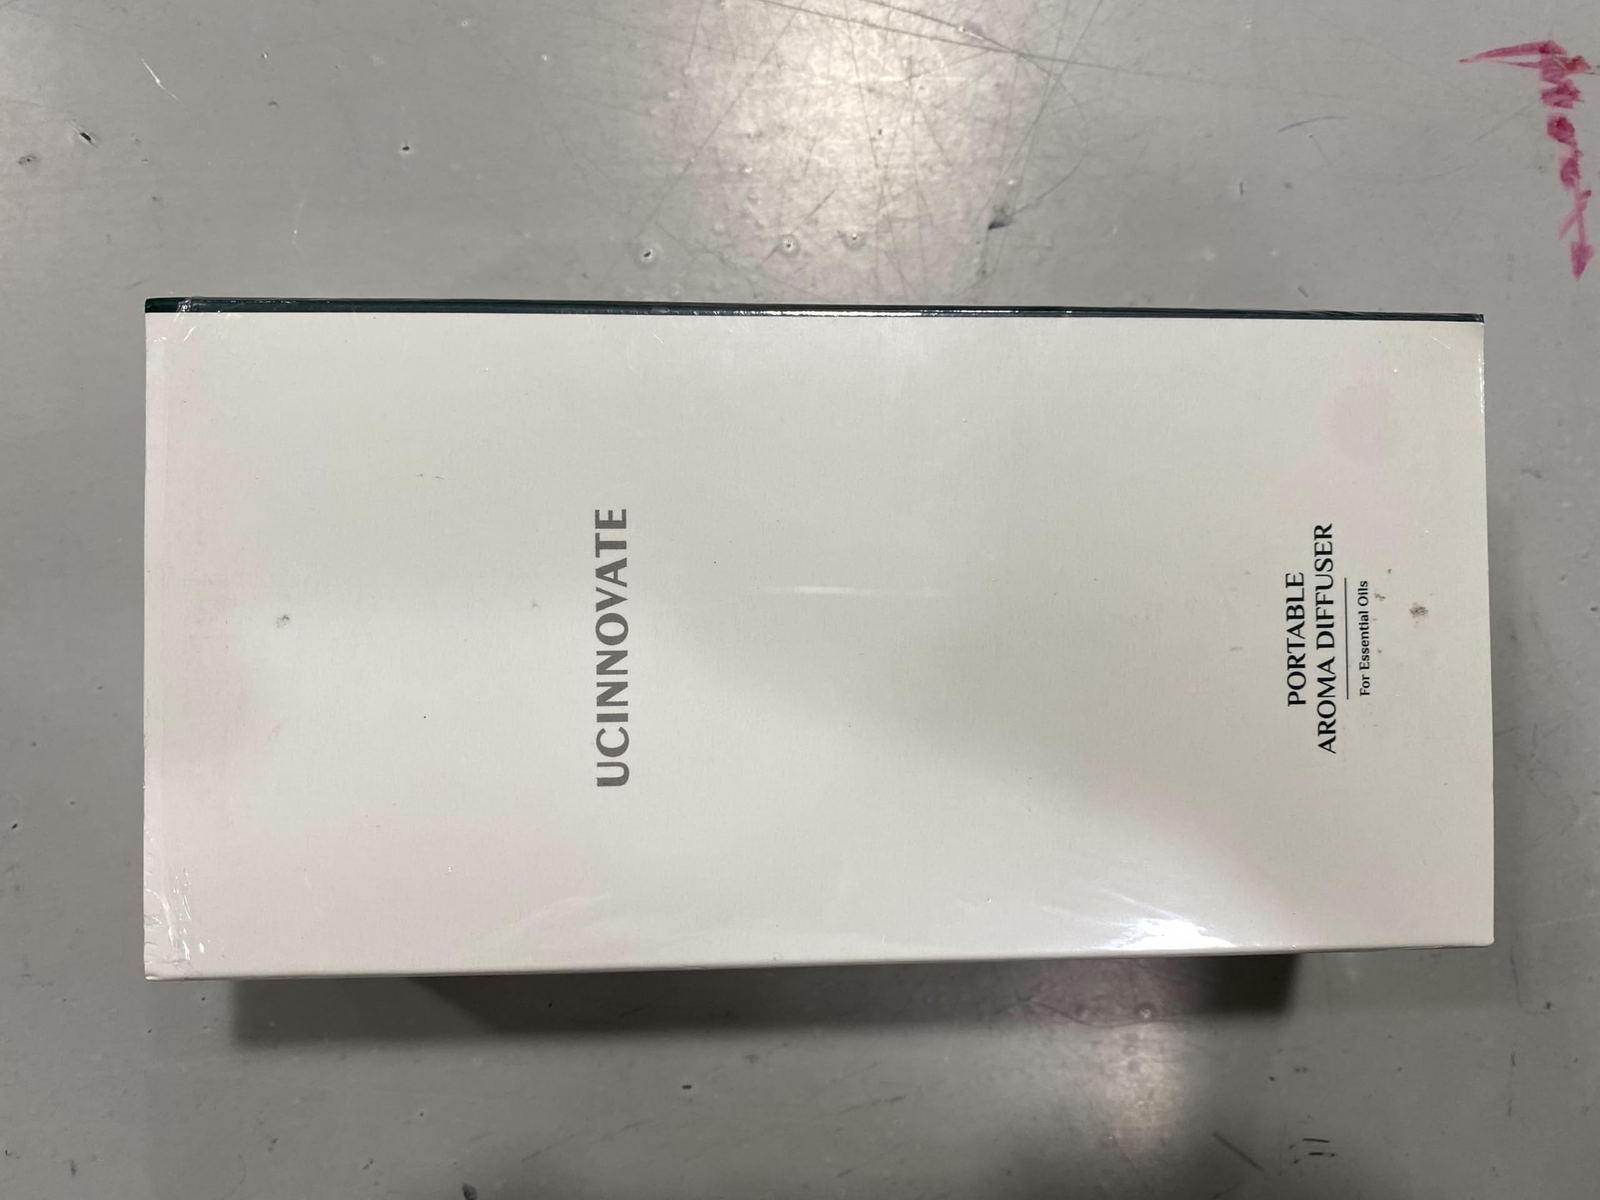 UCINNOVATE
PORTABLE
AROMA DIFFUSER
For Essential Oils